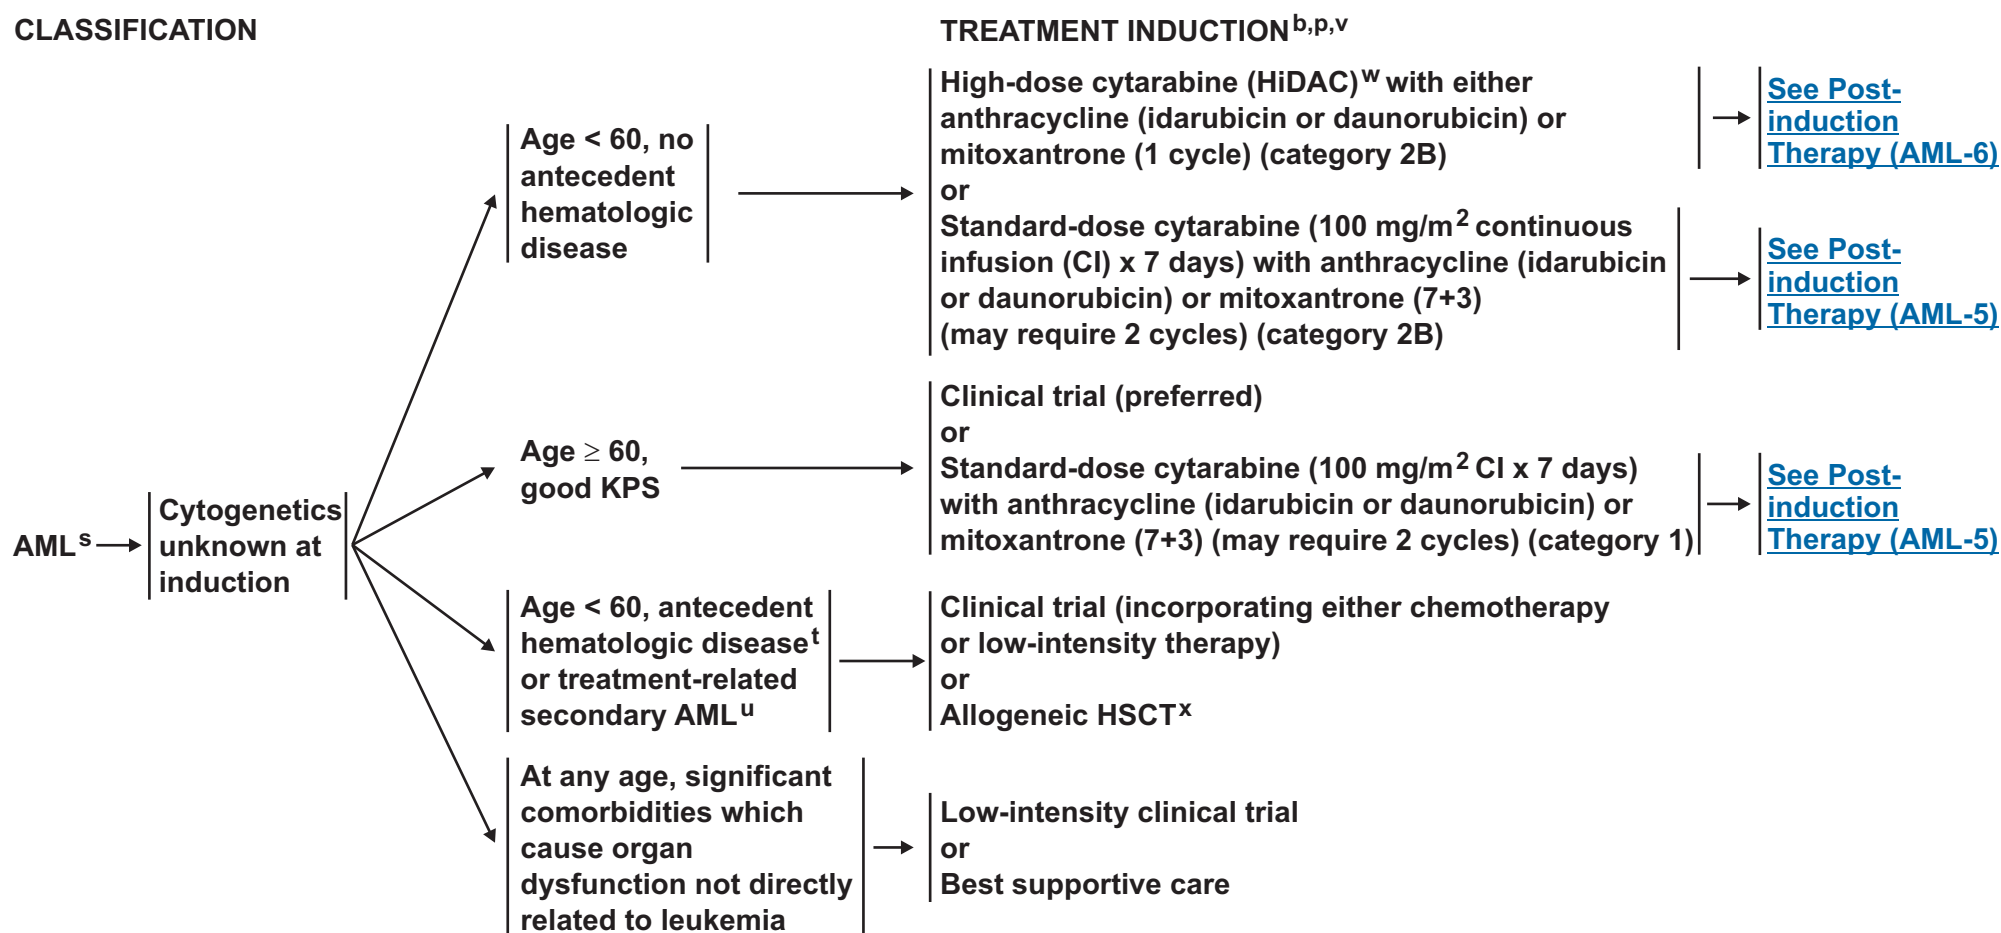 CLASSIFICATION
TREATMENT INDUCTION b,p,v
Age < 60, no
antecedent
hematologic
disease
High-dose cytarabine (HiDAC) w with either
anthracycline (idarubicin or daunorubicin) or
mitoxantrone (1 cycle) (category 2B)
or
Standard-dose cytarabine (100 mg/m2 continuous
infusion (CI) x 7 days) with anthracycline (idarubicin
or daunorubicin) or mitoxantrone (7+3)
(may require 2 cycles) (category 2B)
See Post-
induction
Therapy (AML-6)
See Post-
induction
Therapy (AML-5)
Age ≥ 60,
good KPS
Clinical trial (preferred)
or
Standard-dose cytarabine (100 mg/m2 CI x 7 days)
with anthracycline (idarubicin or daunorubicin) or
mitoxantrone (7+3) (may require 2 cycles) (category 1)
See Post-
induction
Therapy (AML-5)
AML s
Cytogenetics
unknown at
induction
Age < 60, antecedent
hematologic disease t
or treatment-related
secondary AML u
Clinical trial (incorporating either chemotherapy
or low-intensity therapy)
or
Allogeneic HSCT x
At any age, significant
comorbidities which
cause organ
dysfunction not directly
related to leukemia
Low-intensity clinical trial
or
Best supportive care